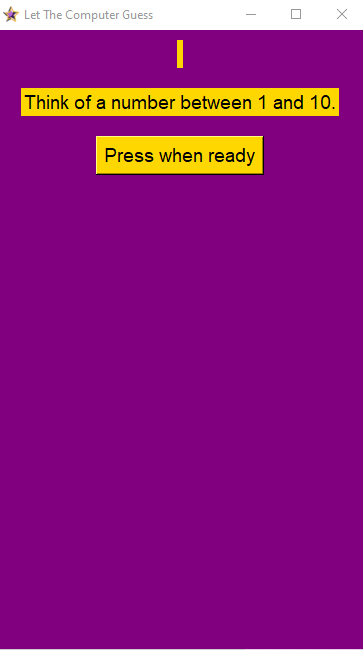 Let The Computer Guess
Think of a number between 1 and 10.
Press when ready